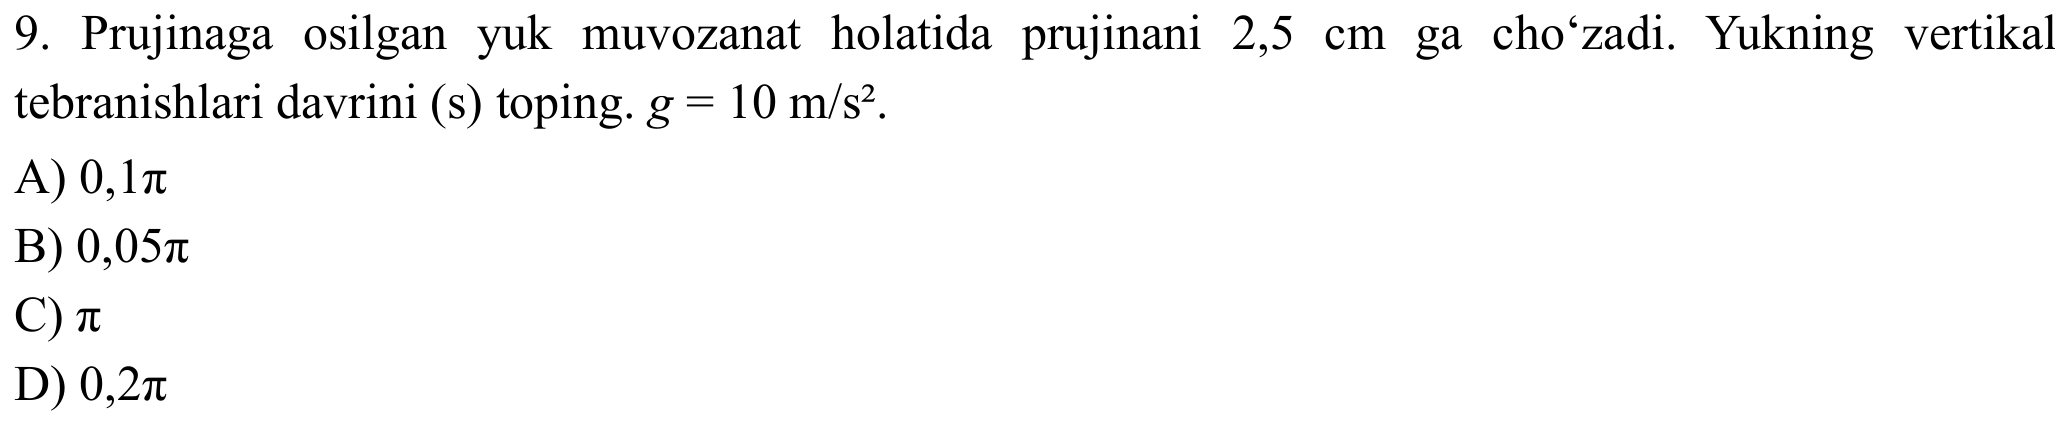 9. Prujinaga osilgan yuk muvozanat holatida prujinani 2,5 cm ga cho‘zadi. Yukning vertikal
tebranishlari davrini (s) toping. g = 10 m/s².
A) 0,1π
B) 0,05π
C) π
D) 0,2π